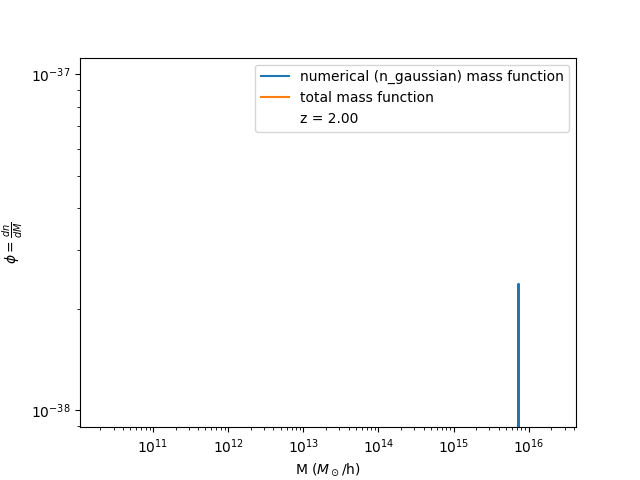 numerical (n_gaussian) mass function
total mass function
z = 2.00
10⁻³⁷
10⁻³⁸
ϕ = dn/dM
10¹¹ 10¹² 10¹³ 10¹⁴ 10¹⁵ 10¹⁶
M (M_⊙/h)